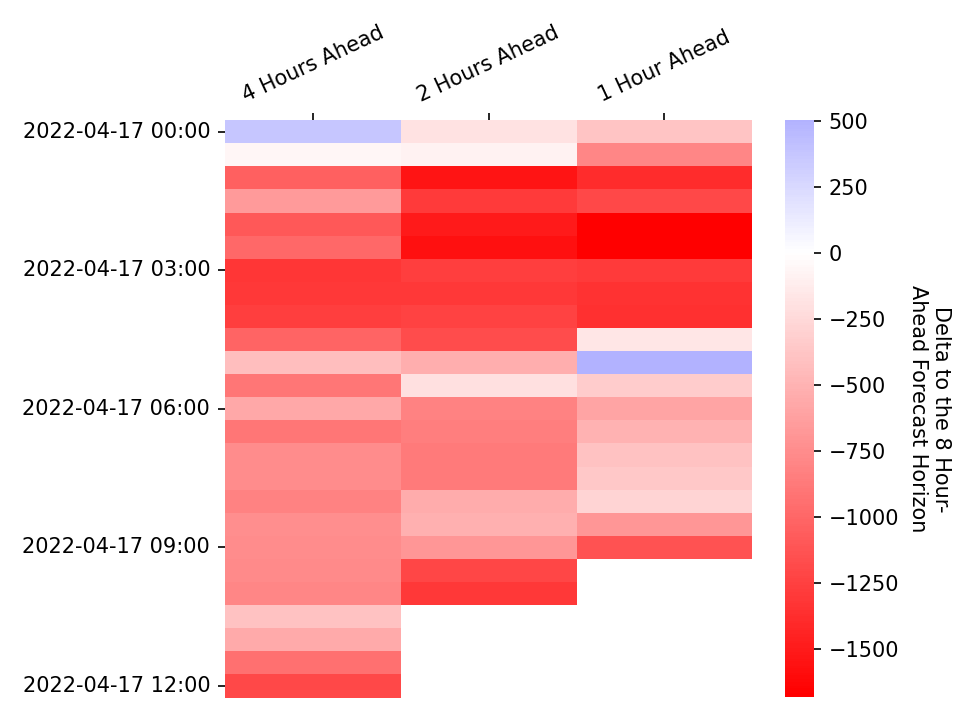 4 Hours Ahead
2 Hours Ahead
1 Hour Ahead
2022-04-17 00:00
2022-04-17 03:00
2022-04-17 06:00
2022-04-17 09:00
2022-04-17 12:00
500
250
0
−250
−500
−750
−1000
−1250
−1500
Delta to the 8 Hour-
Ahead Forecast Horizon